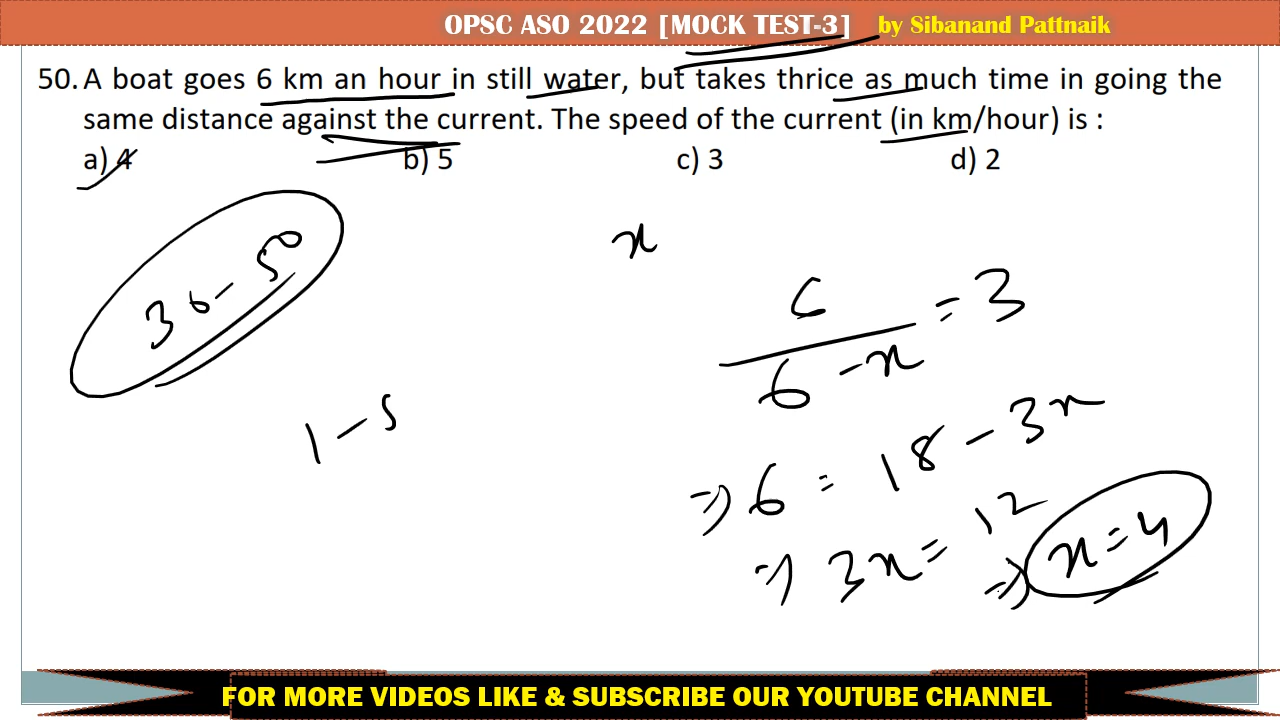 OPSC ASO 2022 [MOCK TEST-3] by Sibanand Pattnaik
50. A boat goes 6 km an hour in still water, but takes thrice as much time in going the
same distance against the current. The speed of the current (in km/hour) is :
a) 4 b) 5 c) 3 d) 2
x
36-50
6
= 3
6-x
1-5
⇒ 6 = 18-3x
⇒ 3x = 12
⇒ x=4
FOR MORE VIDEOS LIKE & SUBSCRIBE OUR YOUTUBE CHANNEL